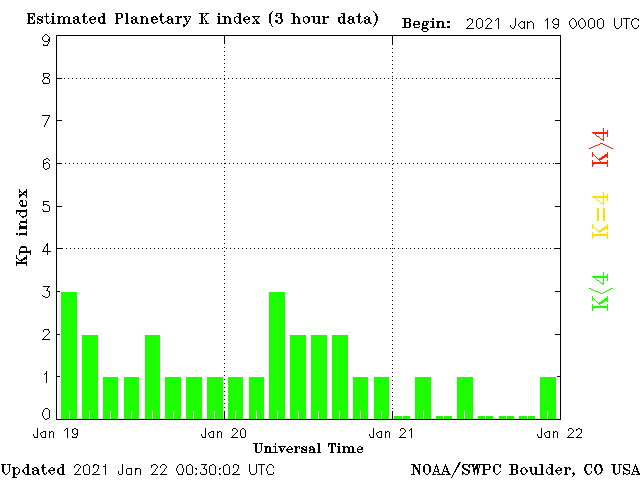 Estimated Planetary K index (3 hour data) Begin: 2021 Jan 19 0000 UTC
9
8
7
6
5
4
3
2
1
0
Kp index
Jan 19 Jan 20 Jan 21 Jan 22
Universal Time
K>4
K=4
K<4
Updated 2021 Jan 22 00:30:02 UTC NOAA/SWPC Boulder, CO USA